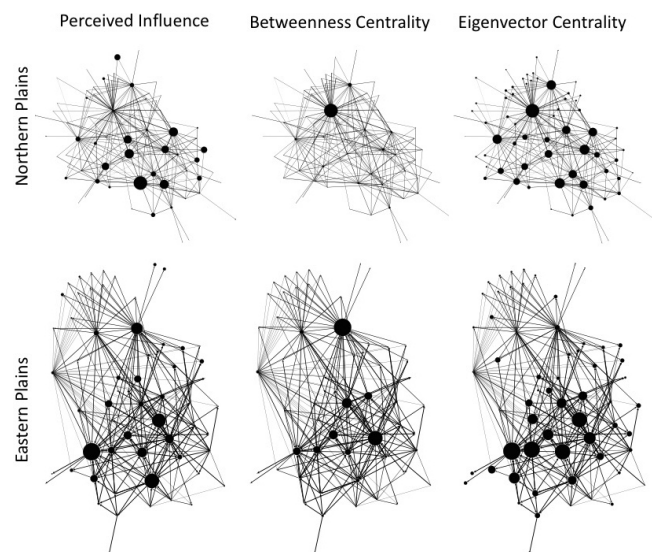 Perceived Influence
Betweenness Centrality
Eigenvector Centrality
Northern Plains
Eastern Plains